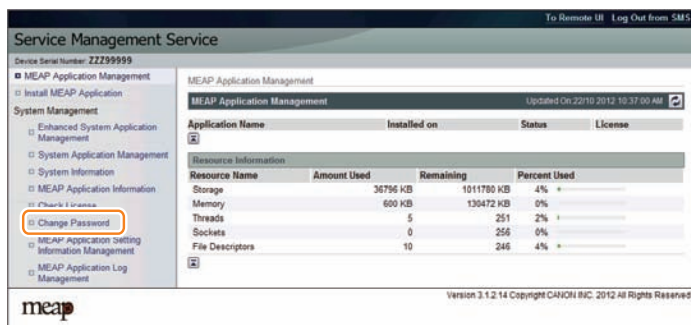 To Remote UI Log Out from SMS
Service Management Service
Device Serial Number: ZZZ99999
MEAP Application Management
Install MEAP Application
System Management
Enhanced System Application
Management
System Application Management
System Information
MEAP Application Information
Check License
Change Password
MEAP Application Setting
Information Management
MEAP Application Log
Management
MEAP Application Management
MEAP Application Management Updated On:22/10 2012 10:37:00 AM
Application Name Installed on Status License
Resource Information
Resource Name Amount Used Remaining Percent Used
Storage 36796 KB 1011780 KB 4%
Memory 600 KB 130472 KB 0%
Threads 5 251 2%
Sockets 0 256 0%
File Descriptors 10 246 4%
meap
Version 3.1.2.14 Copyright CANON INC. 2012 All Rights Reserved